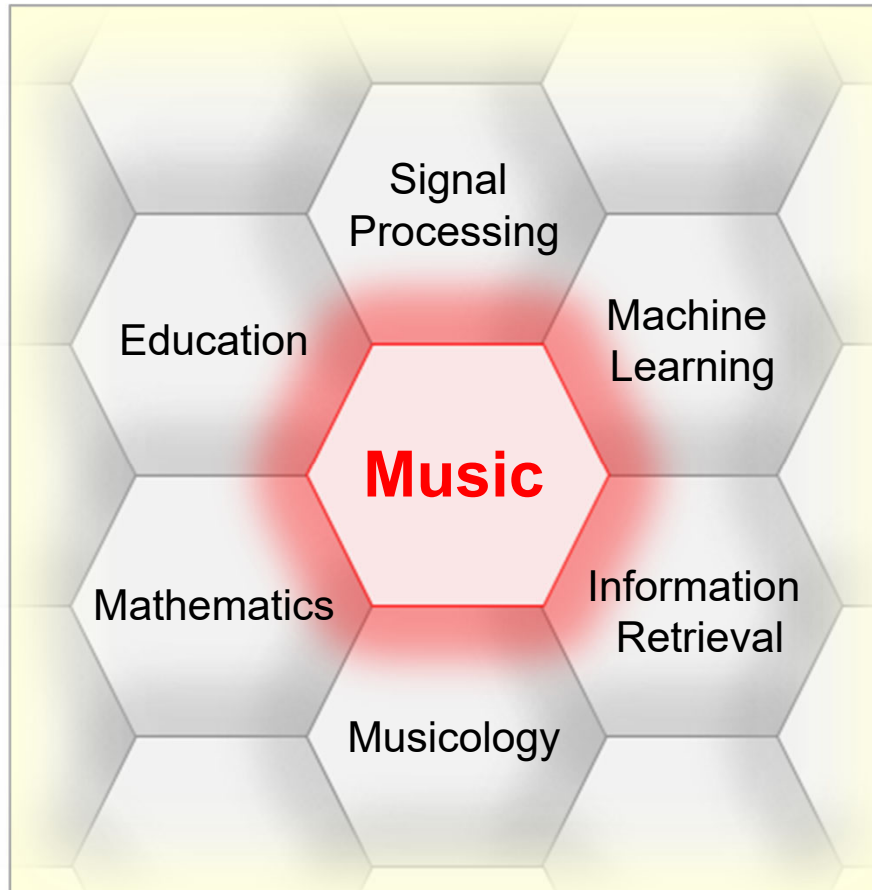 Signal
Processing
Education
Machine
Learning
Music
Mathematics
Information
Retrieval
Musicology